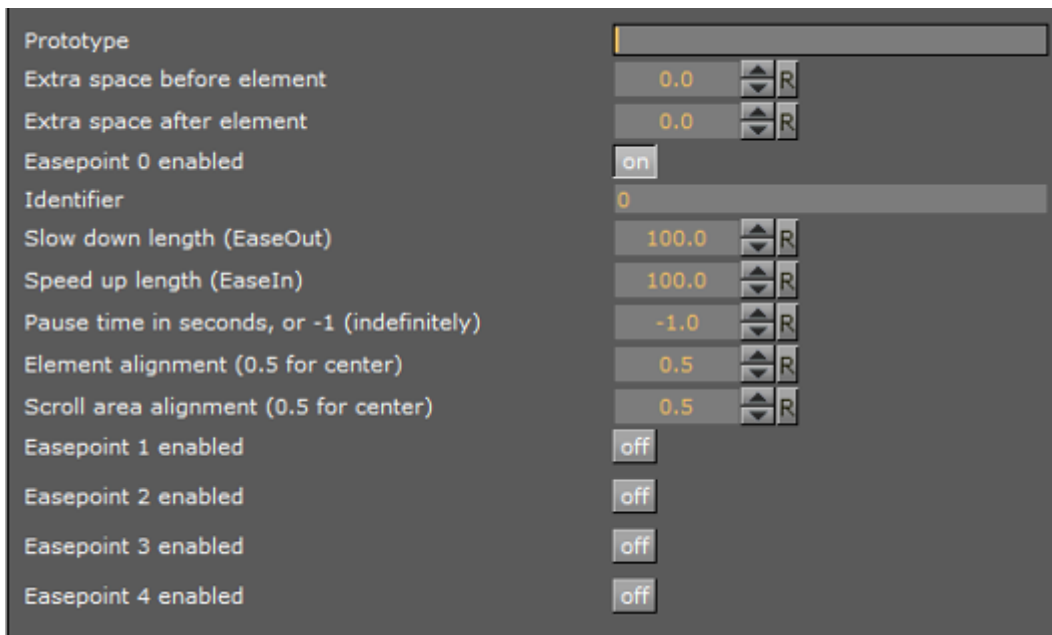 Prototype
Extra space before element 0.0 R
Extra space after element 0.0 R
Easepoint 0 enabled on
Identifier 0
Slow down length (EaseOut) 100.0 R
Speed up length (EaseIn) 100.0 R
Pause time in seconds, or -1 (indefinitely) -1.0 R
Element alignment (0.5 for center) 0.5 R
Scroll area alignment (0.5 for center) 0.5 R
Easepoint 1 enabled off
Easepoint 2 enabled off
Easepoint 3 enabled off
Easepoint 4 enabled off